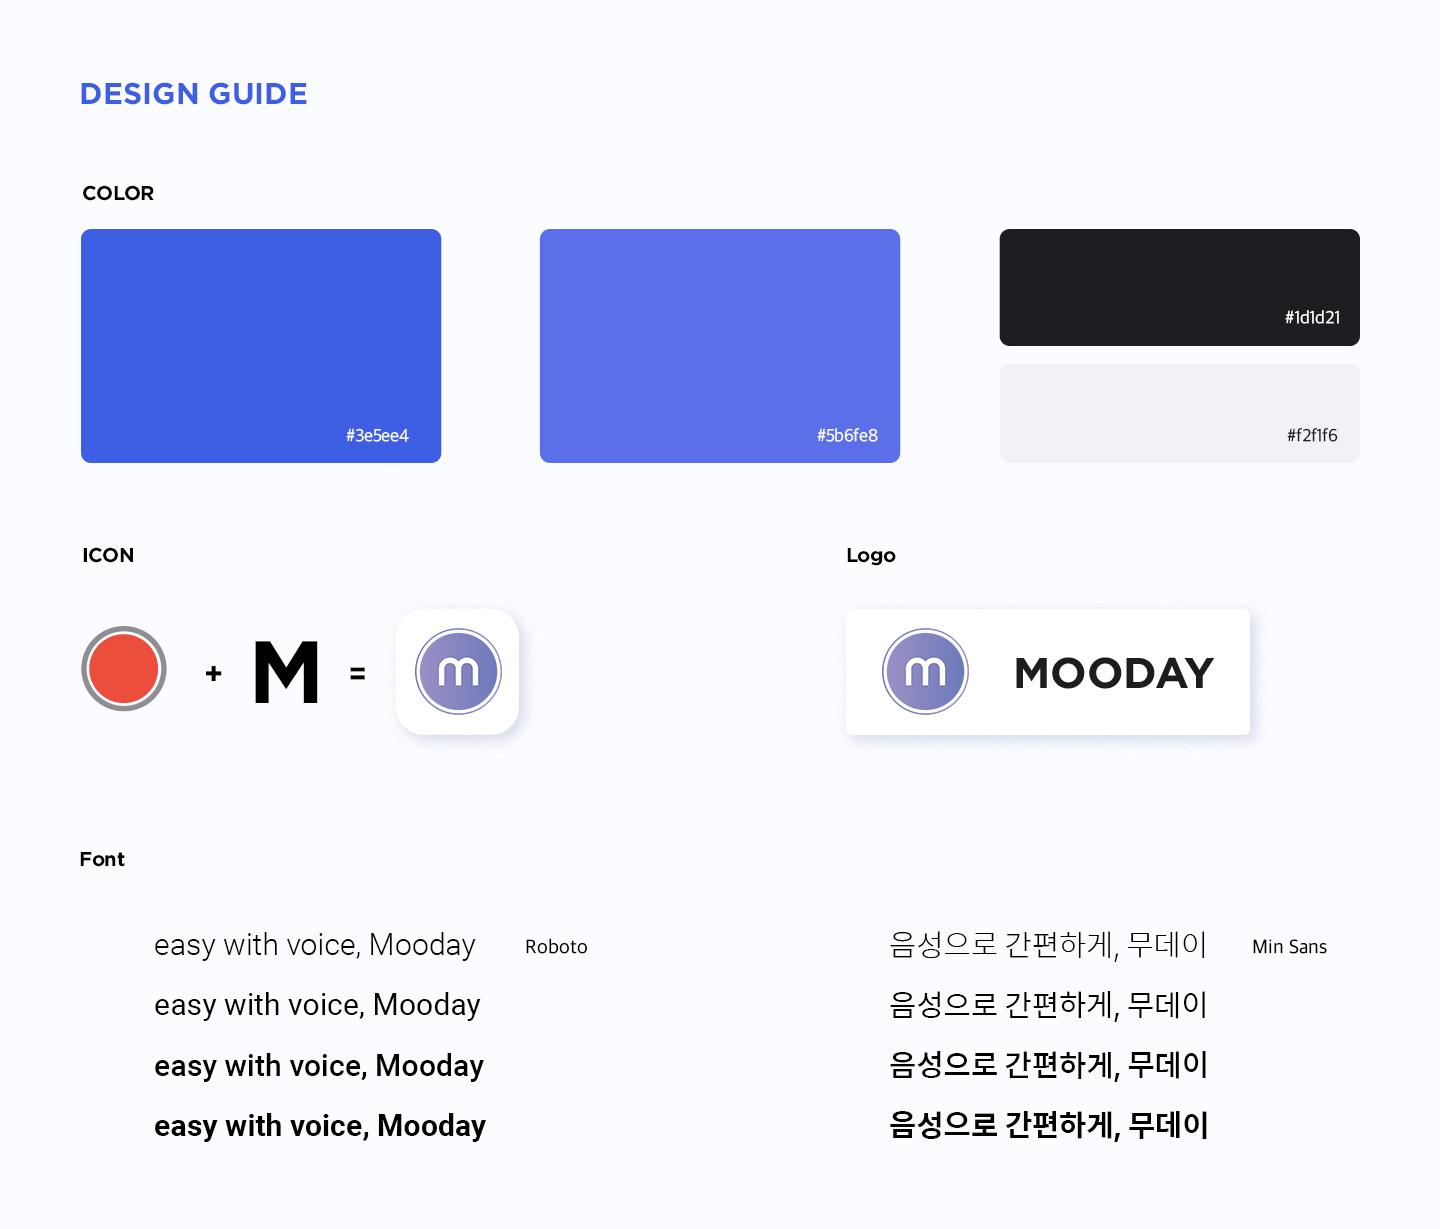 DESIGN GUIDE
COLOR
#3e5ee4
#5b6fe8
#1d1d21
#f2f1f6
ICON
+ M = m
Logo
m MOODAY
Font
easy with voice, Mooday Roboto
easy with voice, Mooday
easy with voice, Mooday
easy with voice, Mooday
음성으로 간편하게, 무데이 Min Sans
음성으로 간편하게, 무데이
음성으로 간편하게, 무데이
음성으로 간편하게, 무데이